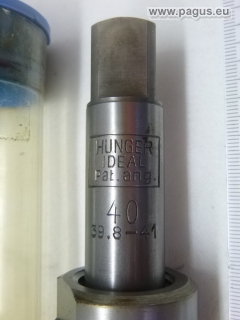 www.pagus.eu
HUNGER
IDEAL
Pat.ang.
40
39.8-41